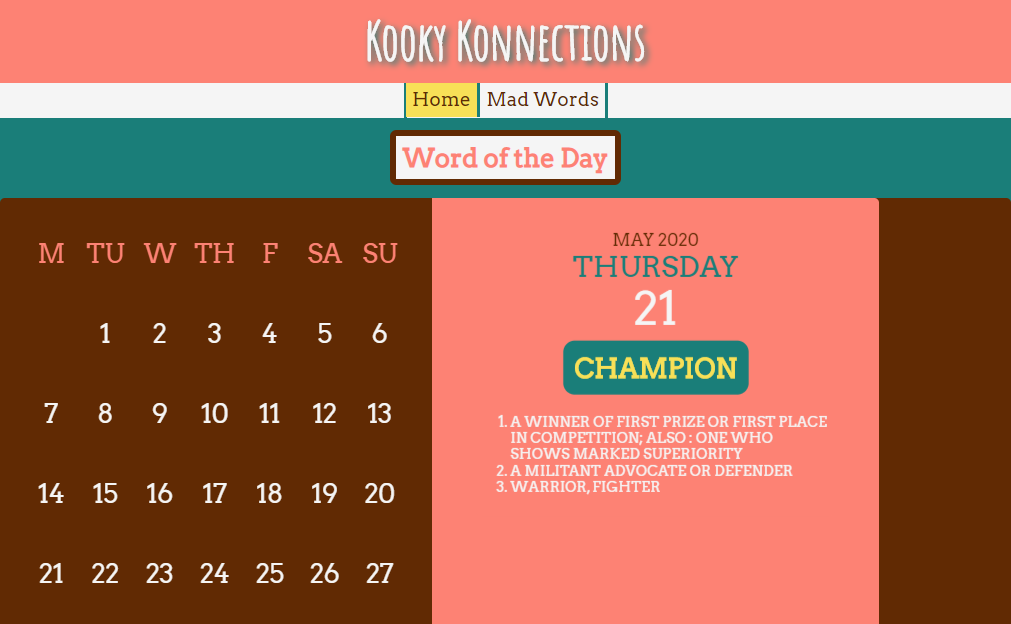 Kooky Konnections
Home Mad Words
Word of the Day
M TU W TH F SA SU
1 2 3 4 5 6
7 8 9 10 11 12 13
14 15 16 17 18 19 20
21 22 23 24 25 26 27
MAY 2020
THURSDAY
21
CHAMPION
1. A WINNER OF FIRST PRIZE OR FIRST PLACE
IN COMPETITION; ALSO : ONE WHO
SHOWS MARKED SUPERIORITY
2. A MILITANT ADVOCATE OR DEFENDER
3. WARRIOR, FIGHTER